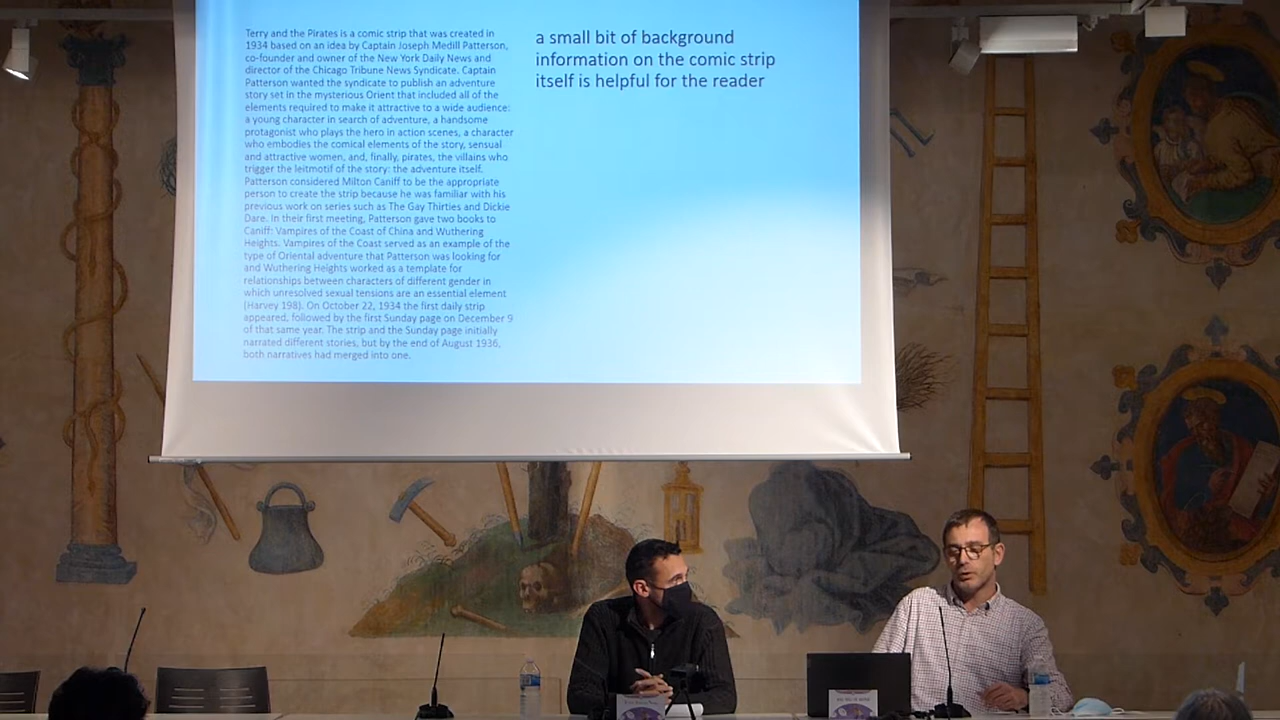 Terry and the Pirates is a comic strip that was created in
1934 based on an idea by Captain Joseph Medill Patterson,
co-founder and owner of the New York Daily News and
director of the Chicago Tribune News Syndicate. Captain
Patterson wanted the syndicate to publish an adventure
story set in the mysterious Orient that included all of the
elements required to make it attractive to a wide audience:
a young character in search of adventure, a handsome
protagonist who plays the hero in action scenes, a character
who embodies the comical elements of the story, sensual
and attractive women, and, finally, pirates, the villains who
trigger the leitmotif of the story: the adventure itself.
Patterson considered Milton Caniff to be the appropriate
person to create the strip because he was familiar with his
previous work on series such as The Gay Thirties and Dickie
Dare. In their first meeting, Patterson gave two books to
Caniff: Vampires of the Coast of China and Wuthering
Heights. Vampires of the Coast served as an example of the
type of Oriental adventure that Patterson was looking for
and Wuthering Heights worked as a template for
relationships between characters of different gender in
which unresolved sexual tensions are an essential element
(Harvey 198). On October 22, 1934 the first daily strip
appeared, followed by the first Sunday page on December 9
of that same year. The strip and the Sunday page initially
narrated different stories, but by the end of August 1936,
both narratives had merged into one.
a small bit of background
information on the comic strip
itself is helpful for the reader